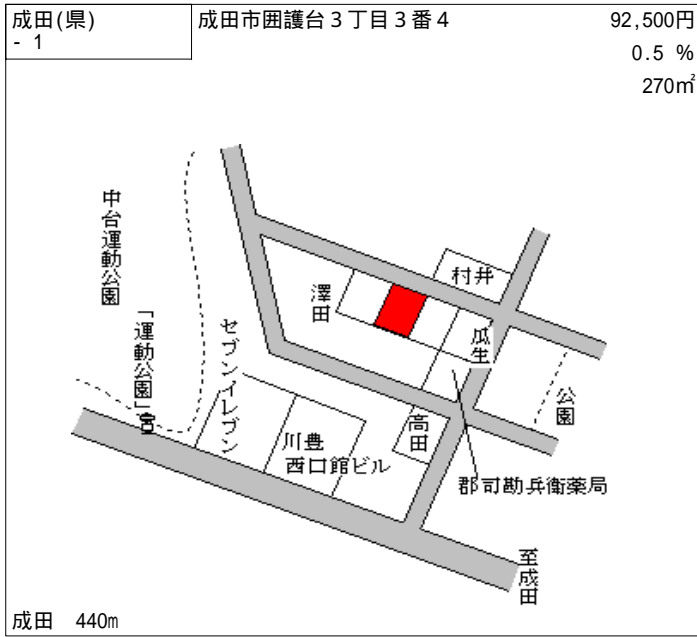 成田(県)
- 1
成田市囲護台３丁目３番４
92,500円
0.5 %
270㎡
中台運動公園
「運動公園」
セブンイレブン
澤田
村井
瓜生
公園
高田
川豊
西口館ビル
郡司勘兵衛薬局
至成田
成田 440m